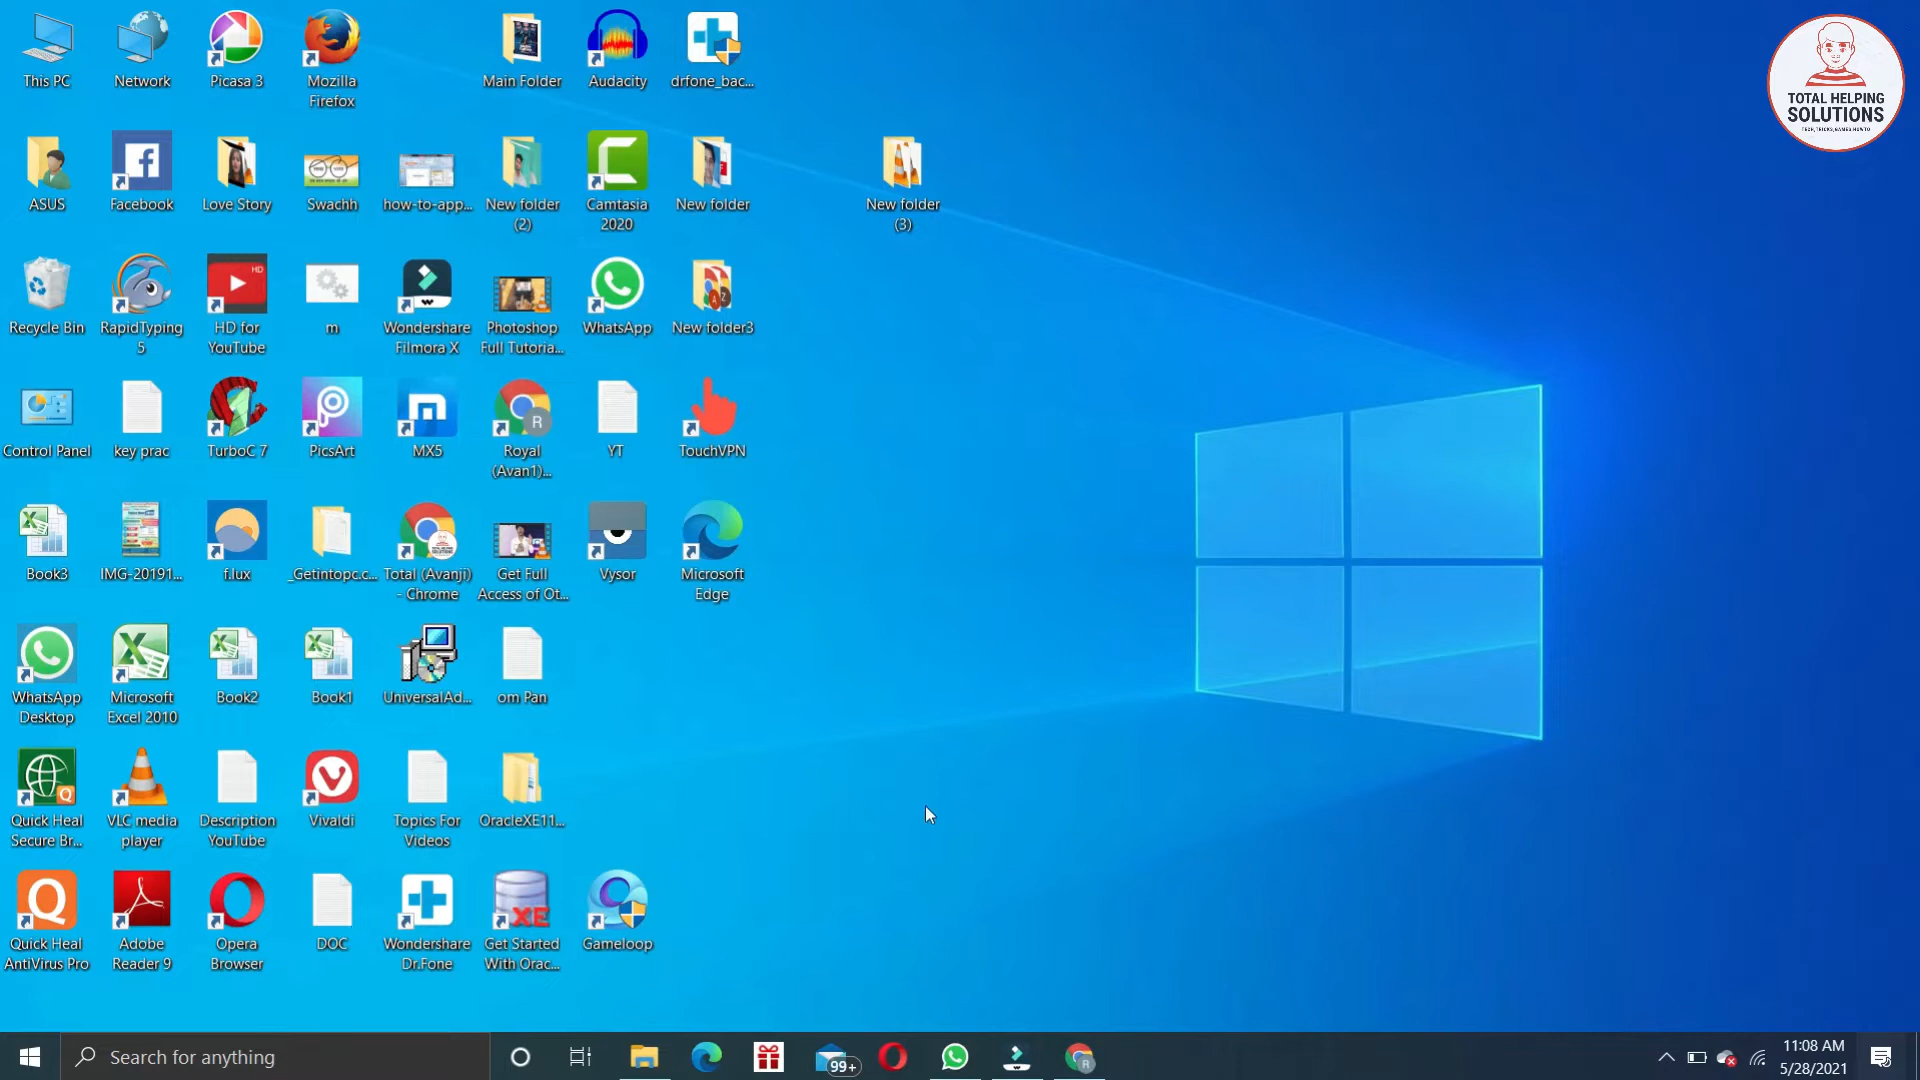 This PC
Network
Picasa 3
Mozilla
Firefox
Main Folder
Audacity
drfone_bac...
TOTAL HELPING
SOLUTIONS
TECH,TRICKS,GAMES,HOWTO
ASUS
Facebook
Love Story
Swachh
how-to-app...
New folder
(2)
Camtasia
2020
New folder
New folder
(3)
Recycle Bin
RapidTyping
5
HD
HD for
YouTube
m
Wondershare
Filmora X
Photoshop
Full Tutoria...
WhatsApp
New folder3
Control Panel
key prac
TurboC 7
PicsArt
MX5
R
Royal
(Avan1)...
YT
TouchVPN
Book3
IMG-20191...
f.lux
_Getintopc.c...
Total (Avanji)
- Chrome
Get Full
Access of Ot...
Vysor
Microsoft
Edge
WhatsApp
Desktop
Microsoft
Excel 2010
Book2
Book1
UniversalAd...
om Pan
Quick Heal
Secure Br...
VLC media
player
Description
YouTube
Vivaldi
Topics For
Videos
OracleXE11...
Quick Heal
AntiVirus Pro
Adobe
Reader 9
Opera
Browser
DOC
Wondershare
Dr.Fone
XE
Get Started
With Orac...
Gameloop
Search for anything
99+
R
11:08 AM
5/28/2021